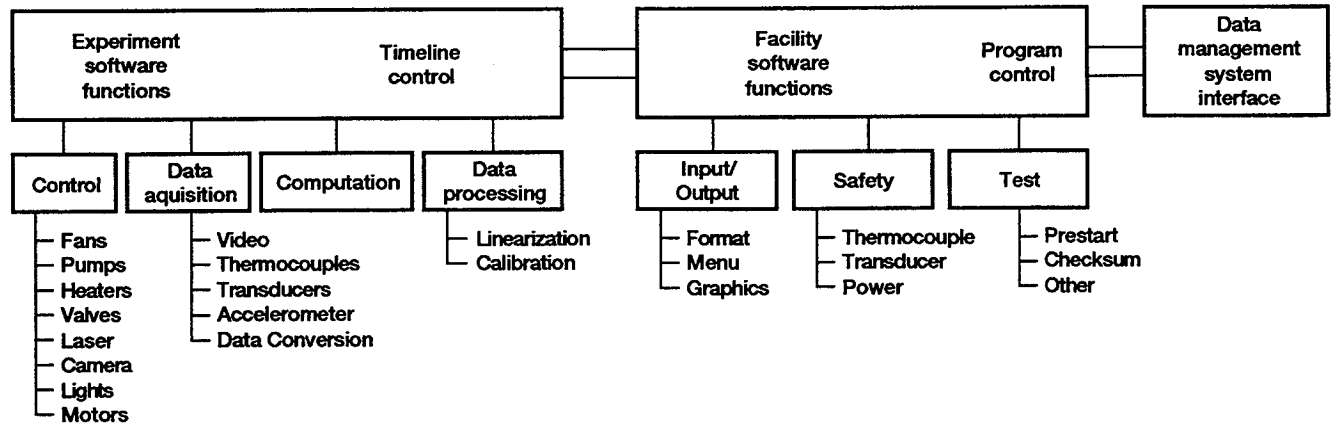 Experiment
software
functions
Timeline
control
Facility
software
functions
Program
control
Data
management
system
interface
Control
Data
aquisition
Computation
Data
processing
Input/
Output
Safety
Test
Fans
Pumps
Heaters
Valves
Laser
Camera
Lights
Motors
Video
Thermocouples
Transducers
Accelerometer
Data Conversion
Linearization
Calibration
Format
Menu
Graphics
Thermocouple
Transducer
Power
Prestart
Checksum
Other